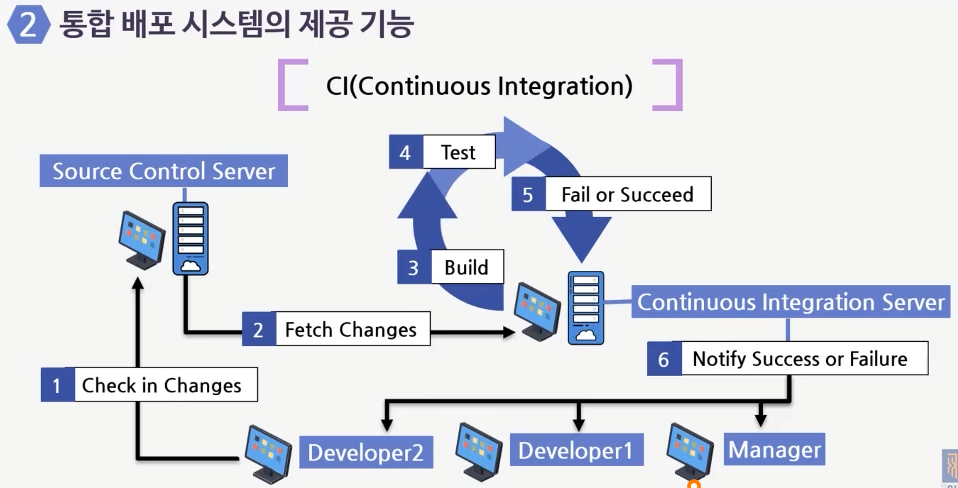 2 통합 배포 시스템의 제공 기능
CI(Continuous Integration)
4 Test
Source Control Server
5 Fail or Succeed
3 Build
Continuous Integration Server
2 Fetch Changes
6 Notify Success or Failure
1 Check in Changes
Developer2
Developer1
Manager